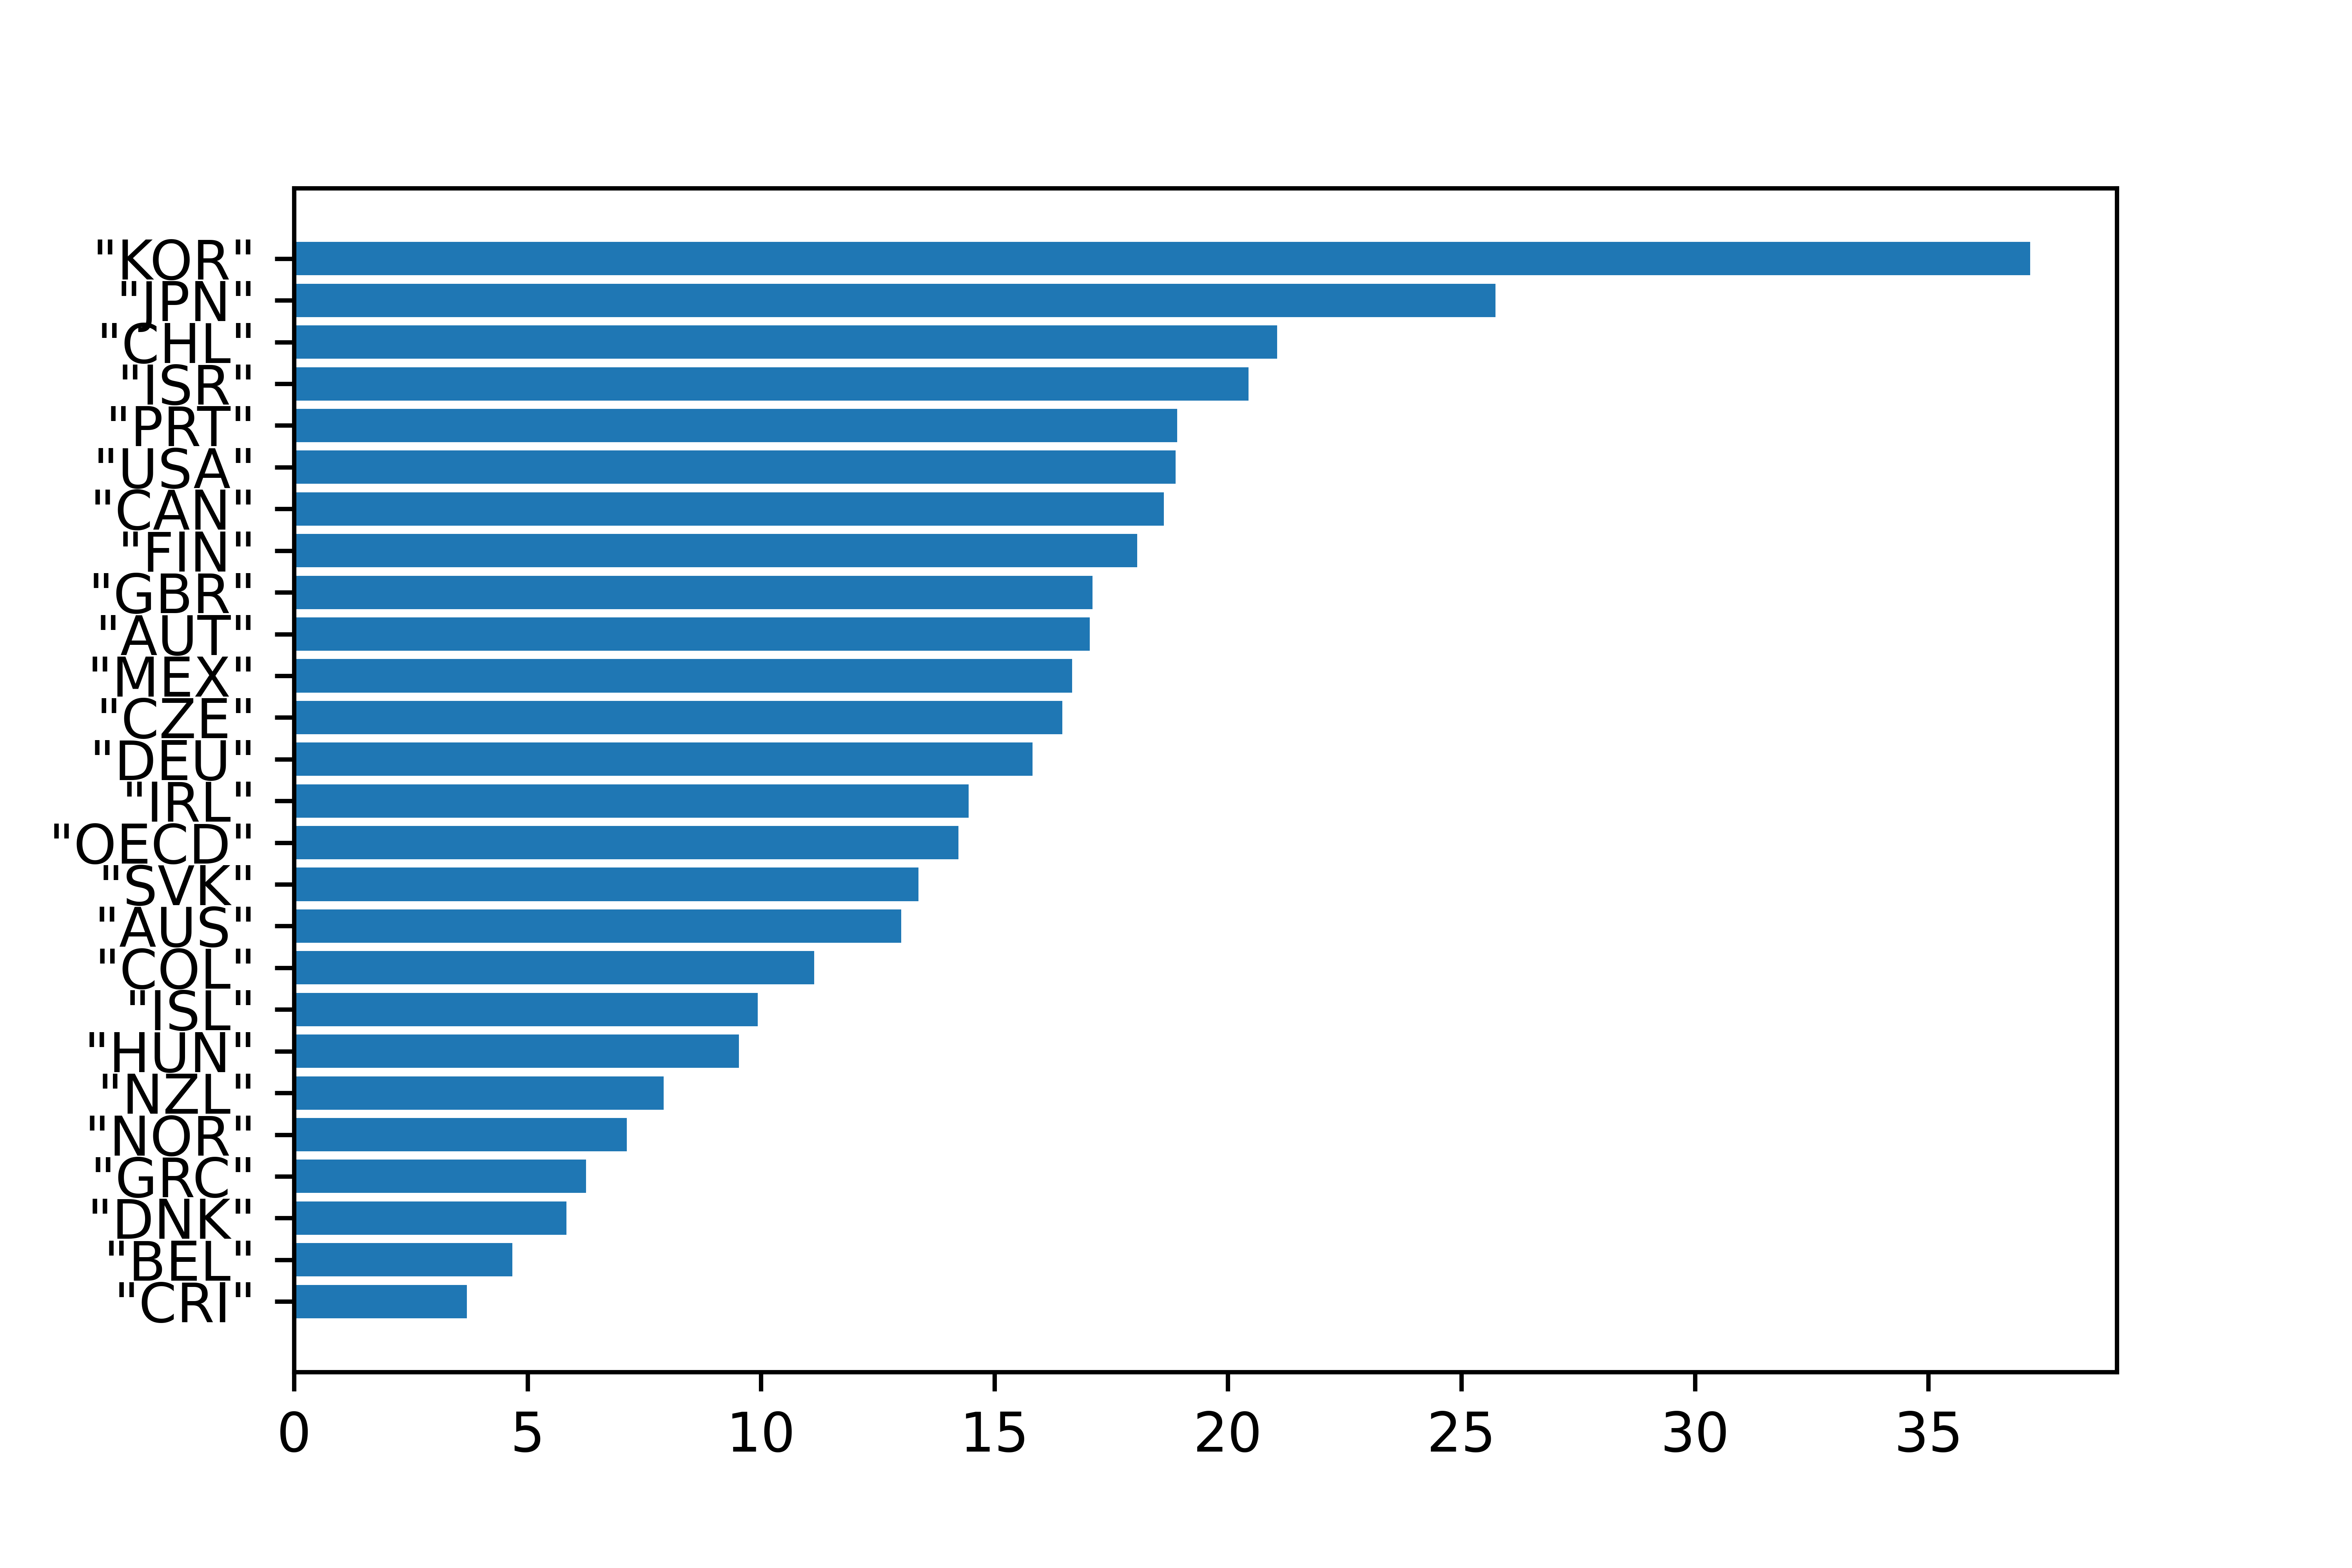 "KOR"
"JPN"
"CHL"
"ISR"
"PRT"
"USA"
"CAN"
"FIN"
"GBR"
"AUT"
"MEX"
"CZE"
"DEU"
"IRL"
"OECD"
"SVK"
"AUS"
"COL"
"ISL"
"HUN"
"NZL"
"NOR"
"GRC"
"DNK"
"BEL"
"CRI"
0 5 10 15 20 25 30 35